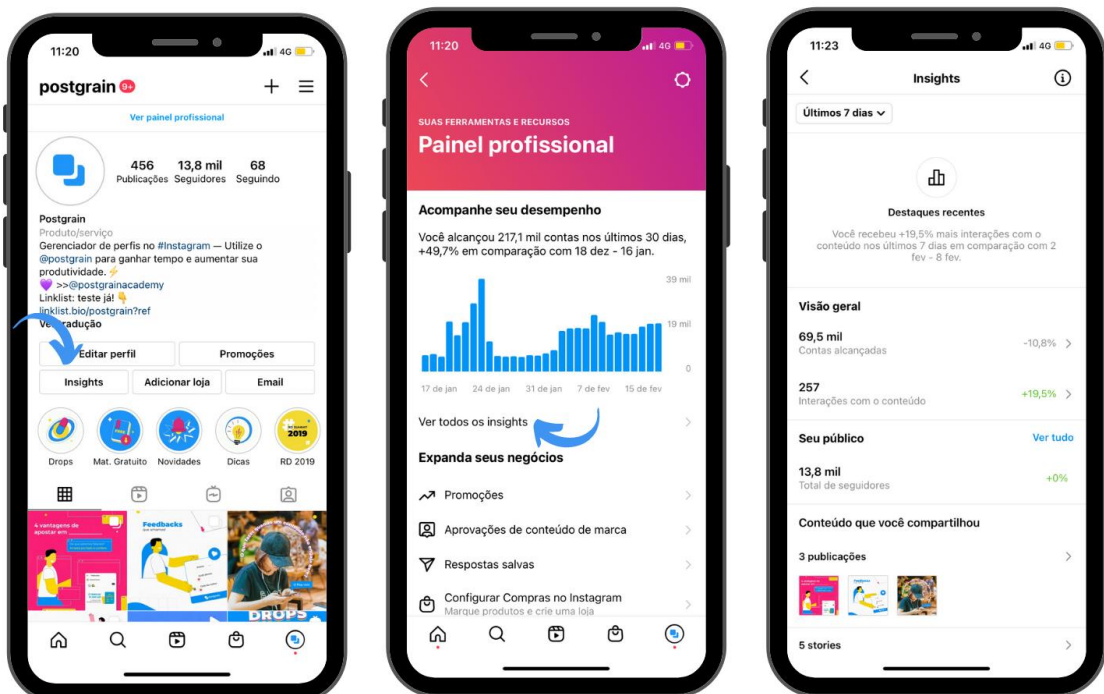 11:20
4G
postgrain 9+
Ver painel profissional
456 13,8 mil 68
Publicações Seguidores Seguindo
Postgrain
Produto/serviço
Gerenciador de perfis no #Instagram — Utilize o
@postgrain para ganhar tempo e aumentar sua
produtividade.⚡
💜 >>@postgrainacademy
Linklist: teste já!👇
linklist.bio/postgrain?ref
Editar perfil Promoções
Insights Adicionar loja Email
Drops Mat. Gratuito Novidades Dicas RD 2019
2019
4 vantagens de
apostar em
Feedbacks
DROPS
11:20
4G
SUAS FERRAMENTAS E RECURSOS
Painel profissional
Acompanhe seu desempenho
Você alcançou 217,1 mil contas nos últimos 30 dias,
+49,7% em comparação com 18 dez - 16 jan.
39 mil
19 mil
0
17 de jan 24 de jan 31 de jan 7 de fev 15 de fev
Ver todos os insights
Expanda seus negócios
Promoções
Aprovações de conteúdo de marca
Respostas salvas
Configurar Compras no Instagram
Marque produtos e crie uma loja
11:23
4G
Insights
Últimos 7 dias
Destaques recentes
Você recebeu +19,5% mais interações com o
conteúdo nos últimos 7 dias em comparação com 2
fev - 8 fev.
Visão geral
69,5 mil
Contas alcançadas
-10,8%
257
Interações com o conteúdo
+19,5%
Seu público Ver tudo
13,8 mil
Total de seguidores
+0%
Conteúdo que você compartilhou
3 publicações
5 stories